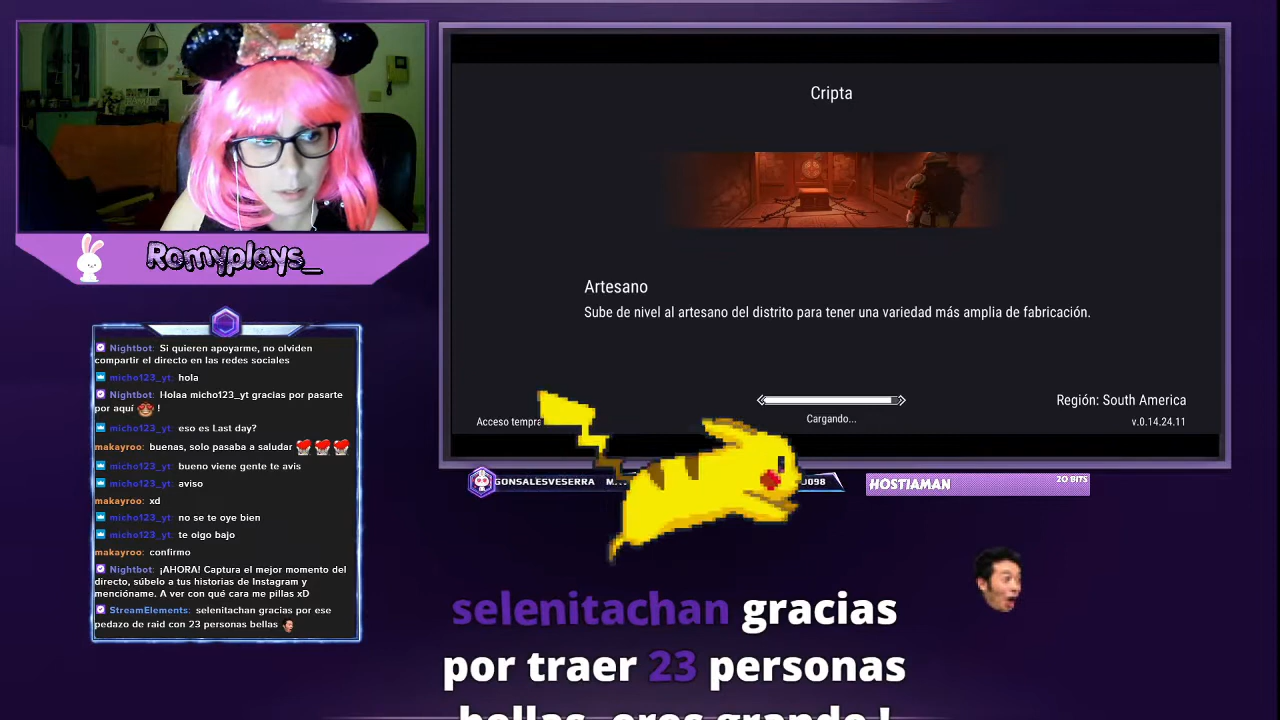 Romyplays_
Nightbot: Si quieren apoyarme, no olviden
compartir el directo en las redes sociales
micho123_yt: hola
Nightbot: Holaa micho123_yt gracias por pasarte
por aquí !
micho123_yt: eso es Last day?
makayroo: buenas, solo pasaba a saludar
micho123_yt: bueno viene gente te avis
micho123_yt: aviso
makayroo: xd
micho123_yt: no se te oye bien
micho123_yt: te oigo bajo
makayroo: confirmo
Nightbot: ¡AHORA! Captura el mejor momento del
directo, súbelo a tus historias de Instagram y
mencióname. A ver con qué cara me pillas xD
StreamElements: selenitachan gracias por ese
pedazo de raid con 23 personas bellas
Cripta
Artesano
Sube de nivel al artesano del distrito para tener una variedad más amplia de fabricación.
Acceso tempra
Cargando...
Región: South America
v.0.14.24.11
GONSALESVESERRA
098
HOSTIAMAN
20 BITS
selenitachan gracias
por traer 23 personas
bellas, eres grande !